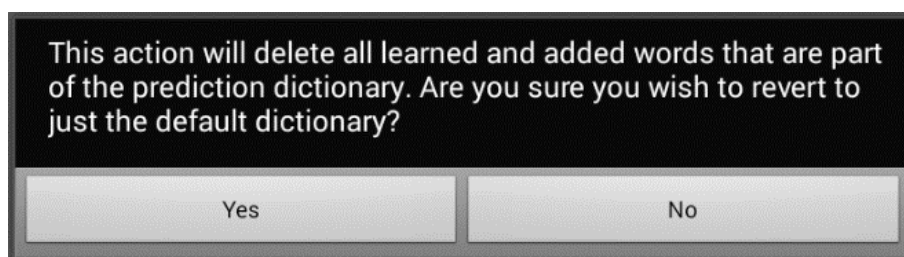 This action will delete all learned and added words that are part
of the prediction dictionary. Are you sure you wish to revert to
just the default dictionary?
Yes
No